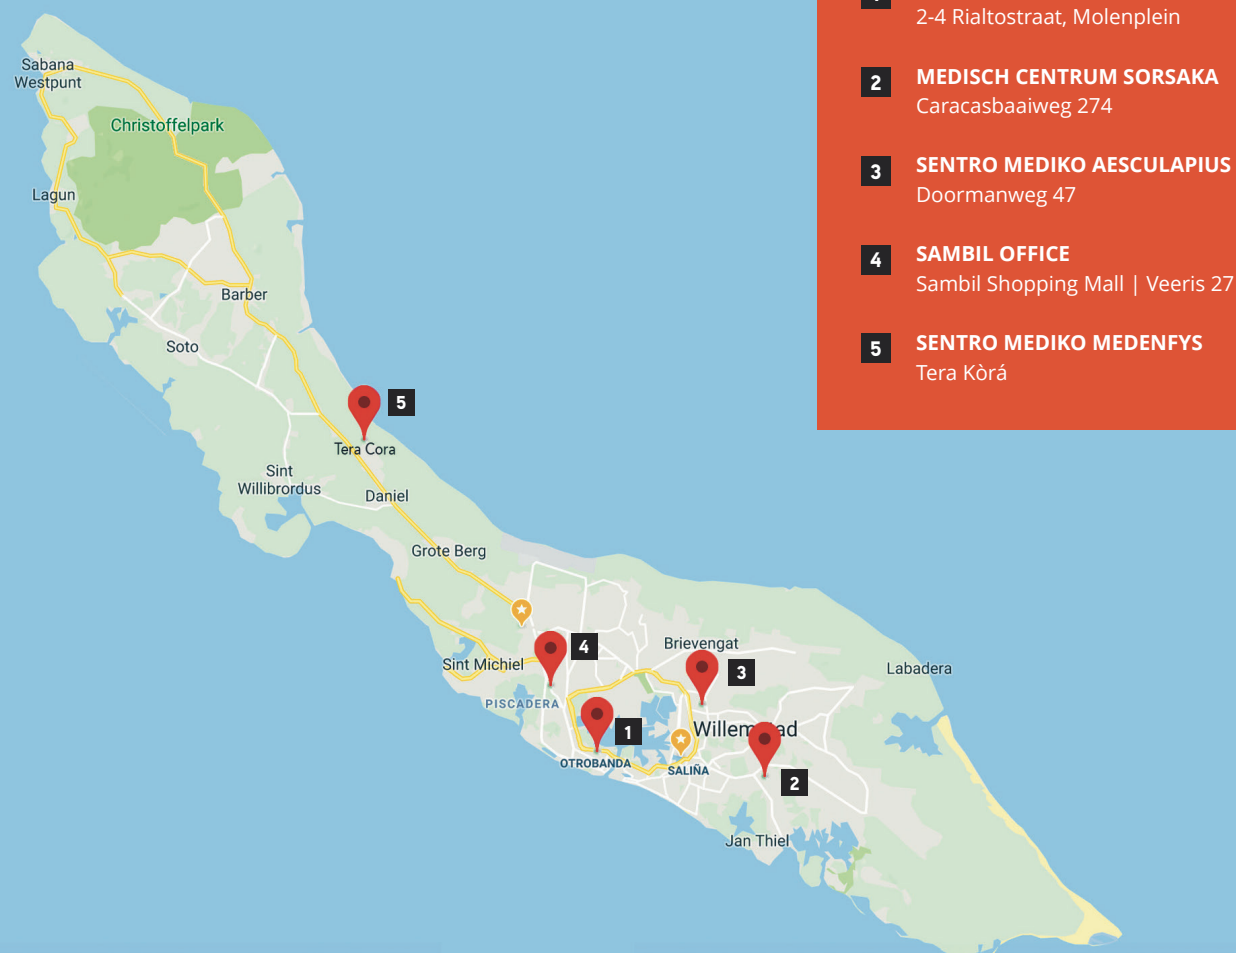 2-4 Rialtostraat, Molenplein
2
MEDISCH CENTRUM SORSAKA
Caracasbaaiweg 274
3
SENTRO MEDIKO AESCULAPIUS
Doormanweg 47
4
SAMBIL OFFICE
Sambil Shopping Mall | Veeris 27
5
SENTRO MEDIKO MEDENFYS
Tera Kòrá
Sabana
Westpunt
Christoffelpark
Lagun
Barber
Soto
5
Tera Cora
Sint
Willibrordus
Daniel
Grote Berg
4
Brievengat
Sint Michiel
3
Labadera
PISCADERA
1
Willemstad
OTROBANDA
SALIÑA
2
Jan Thiel